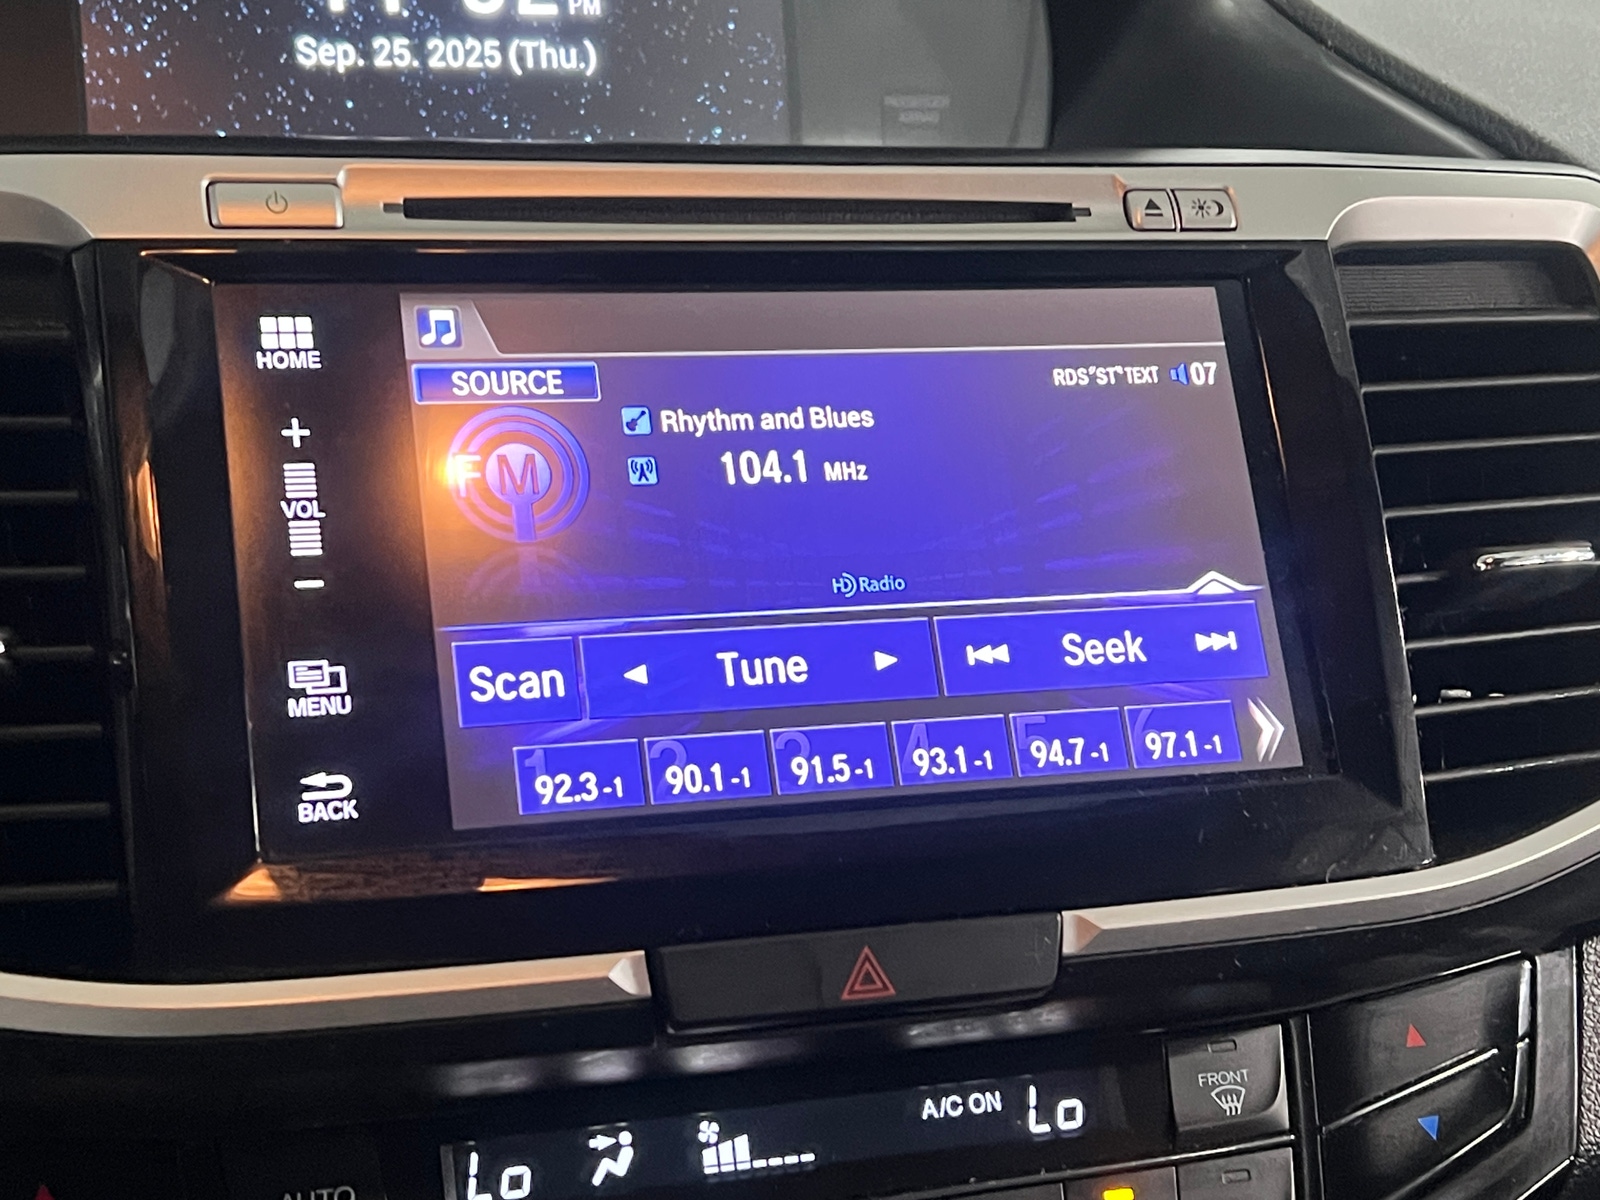 PM
Sep. 25. 2025 (Thu.)
HOME
SOURCE
RDS ST TEXT 07
Rhythm and Blues
FM
104.1 MHz
+
VOL
-
HD Radio
MENU
Scan
Tune
Seek
1 92.3-1
2 90.1-1
3 91.5-1
4 93.1-1
5 94.7-1
6 97.1-1
BACK
FRONT
A/C ON
Lo
Lo
AUTO